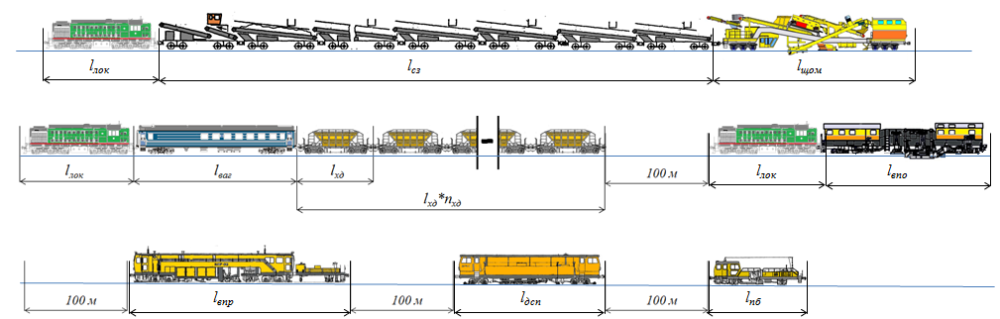 lлок lсз lщом
lлок lваг lхд 100 м lлок lвпо
lхд*nхд
100 м lвпр 100 м lдсп 100 м lпб